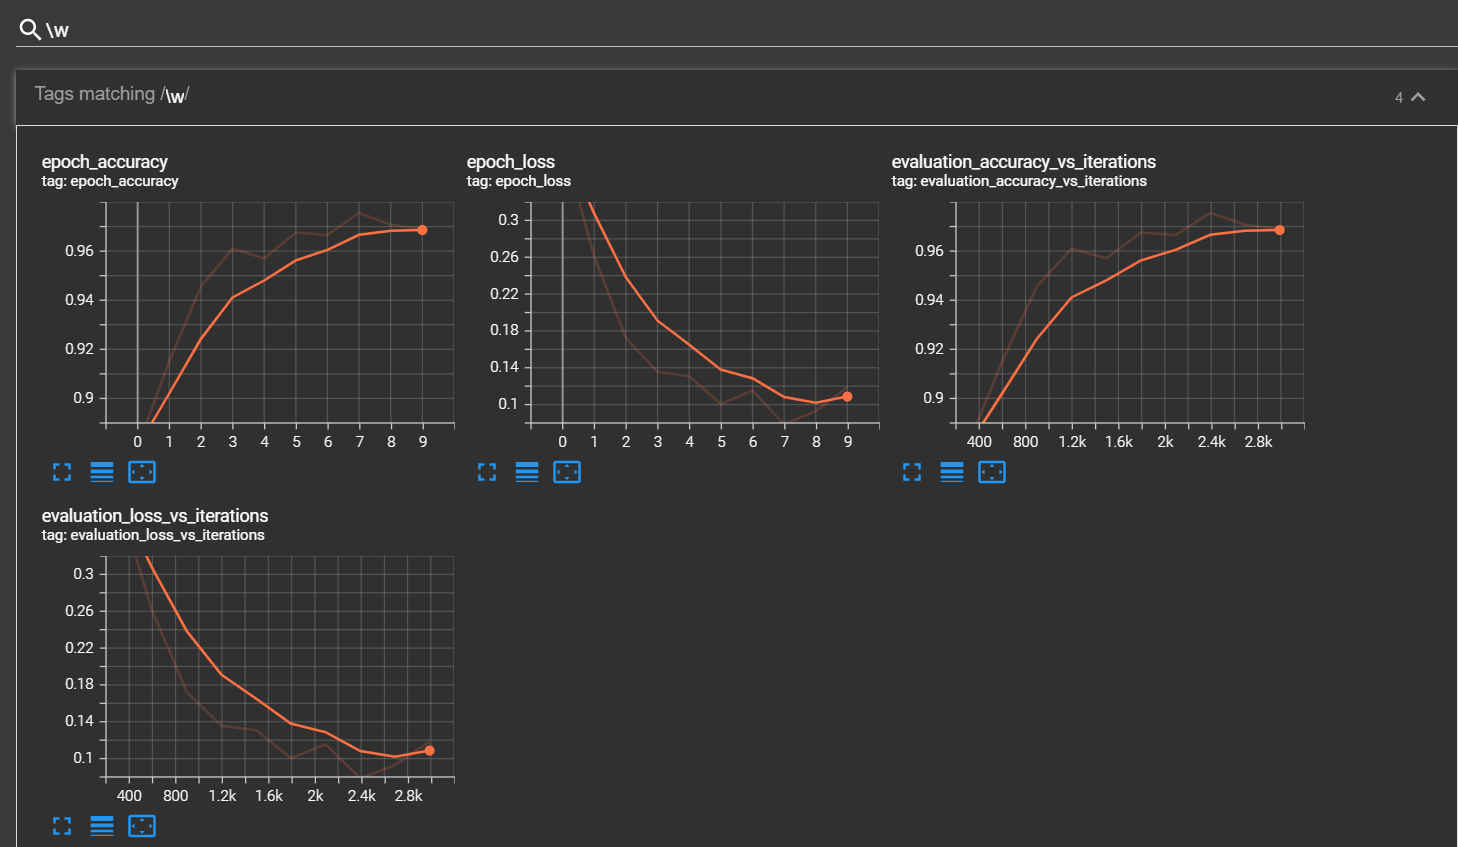 \w
Tags matching /\w/
4
epoch_accuracy
tag: epoch_accuracy
0.96
0.94
0.92
0.9
0 1 2 3 4 5 6 7 8 9
epoch_loss
tag: epoch_loss
0.3
0.26
0.22
0.18
0.14
0.1
0 1 2 3 4 5 6 7 8 9
evaluation_accuracy_vs_iterations
tag: evaluation_accuracy_vs_iterations
0.96
0.94
0.92
0.9
400 800 1.2k 1.6k 2k 2.4k 2.8k
evaluation_loss_vs_iterations
tag: evaluation_loss_vs_iterations
0.3
0.26
0.22
0.18
0.14
0.1
400 800 1.2k 1.6k 2k 2.4k 2.8k